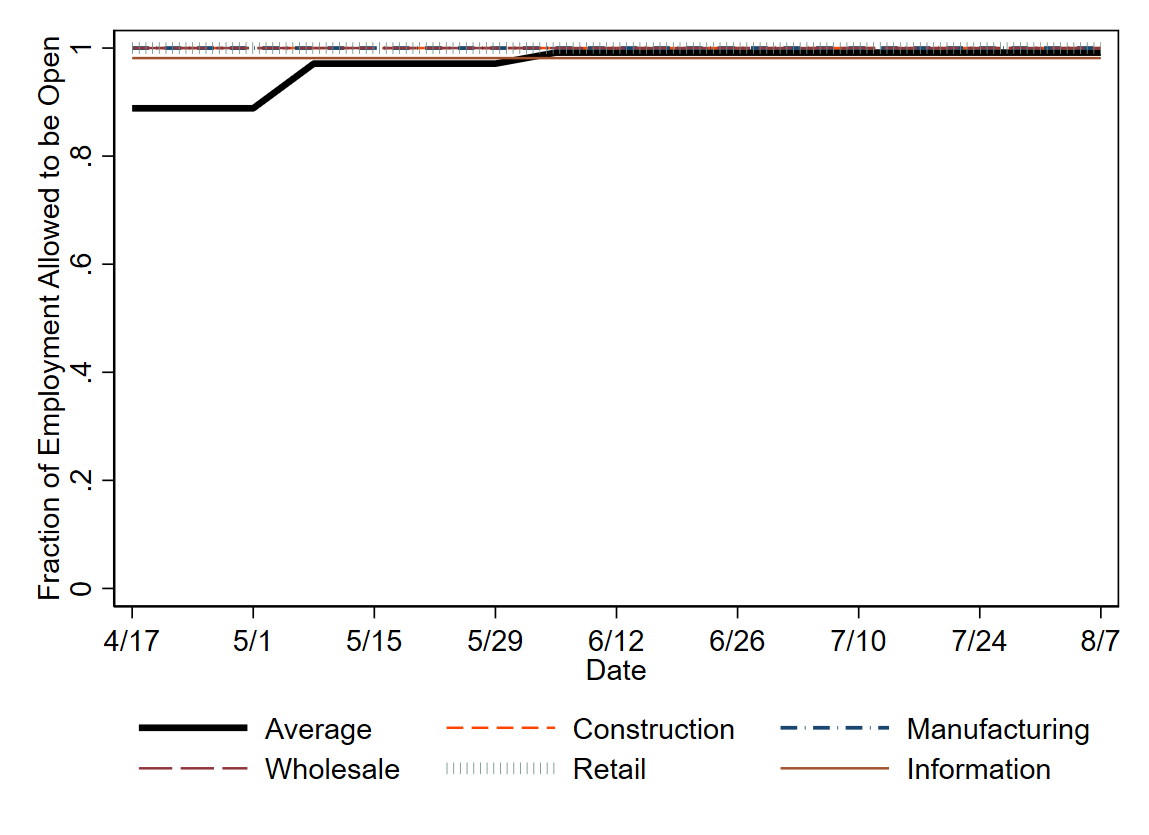 Fraction of Employment Allowed to be Open
1
.8
.6
.4
.2
0
4/17 5/1 5/15 5/29 6/12 6/26 7/10 7/24 8/7
Date
Average Construction Manufacturing
Wholesale Retail Information